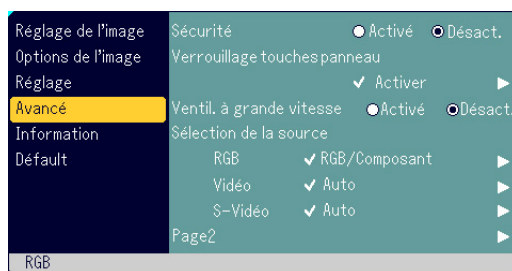 Réglage de l'image
Options de l'image
Réglage
Avancé
Information
Défault
Sécurité Activé Désact.
Verrouillage touches panneau
Activer
Ventil. à grande vitesse Activé Désact.
Sélection de la source
RGB RGB/Composant
Vidéo Auto
S-Vidéo Auto
Page2
RGB